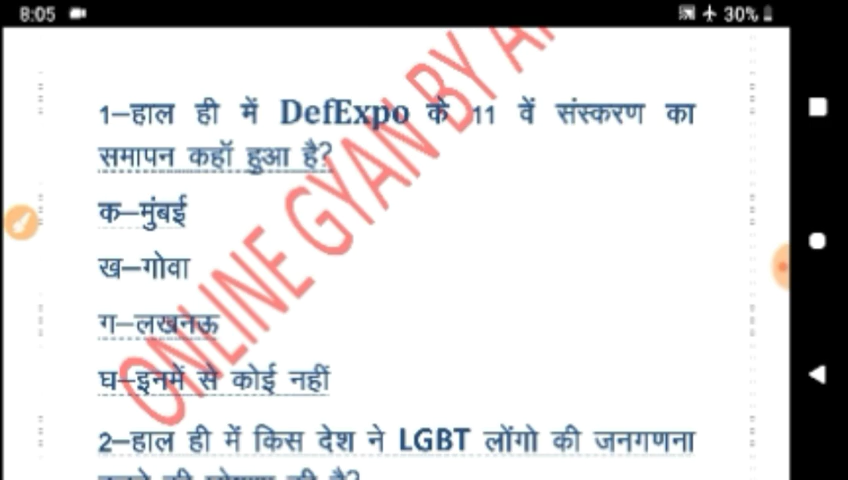 8:05
30%
1–हाल ही में DefExpo के 11 वें संस्करण का
समापन कहॉ हुआ है?
क–मुंबई
ख–गोवा
ग–लखनऊ
घ–इनमें से कोई नहीं
2–हाल ही में किस देश ने LGBT लोंगो की जनगणना
की है?
ONLINE GYAN BY